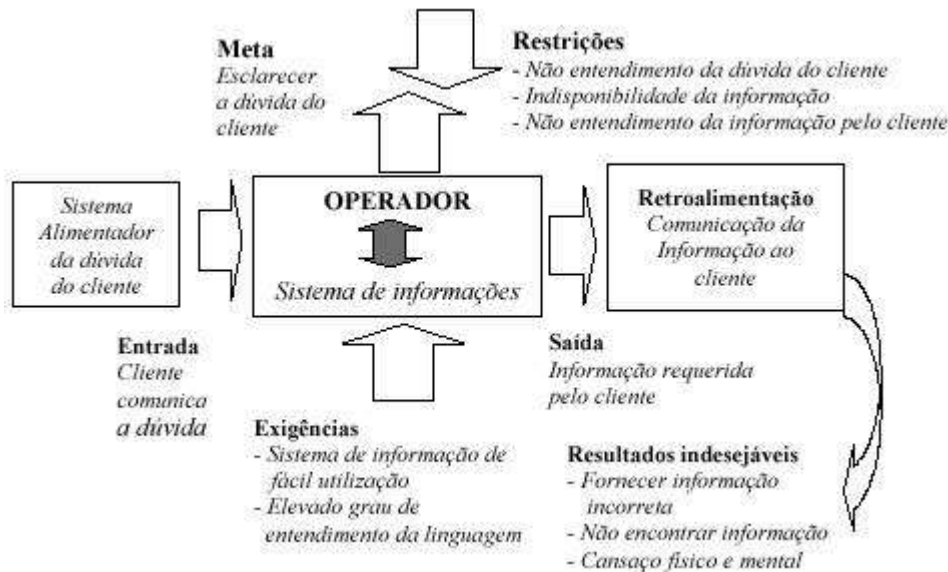 Meta
Esclarecer
a dúvida do
cliente
Restrições
- Não entendimento da dúvida do cliente
- Indisponibilidade da informação
- Não entendimento da informação pelo cliente
Sistema
Alimentador
da dúvida
do cliente
OPERADOR
Sistema de informações
Retroalimentação
Comunicação da
Informação ao
cliente
Entrada
Cliente
comunica
a dúvida
Saída
Informação requerida
pelo cliente
Exigências
- Sistema de informação de
fácil utilização
- Elevado grau de
entendimento da linguagem
Resultados indesejáveis
- Fornecer informação
incorreta
- Não encontrar informação
- Cansaço fisico e mental